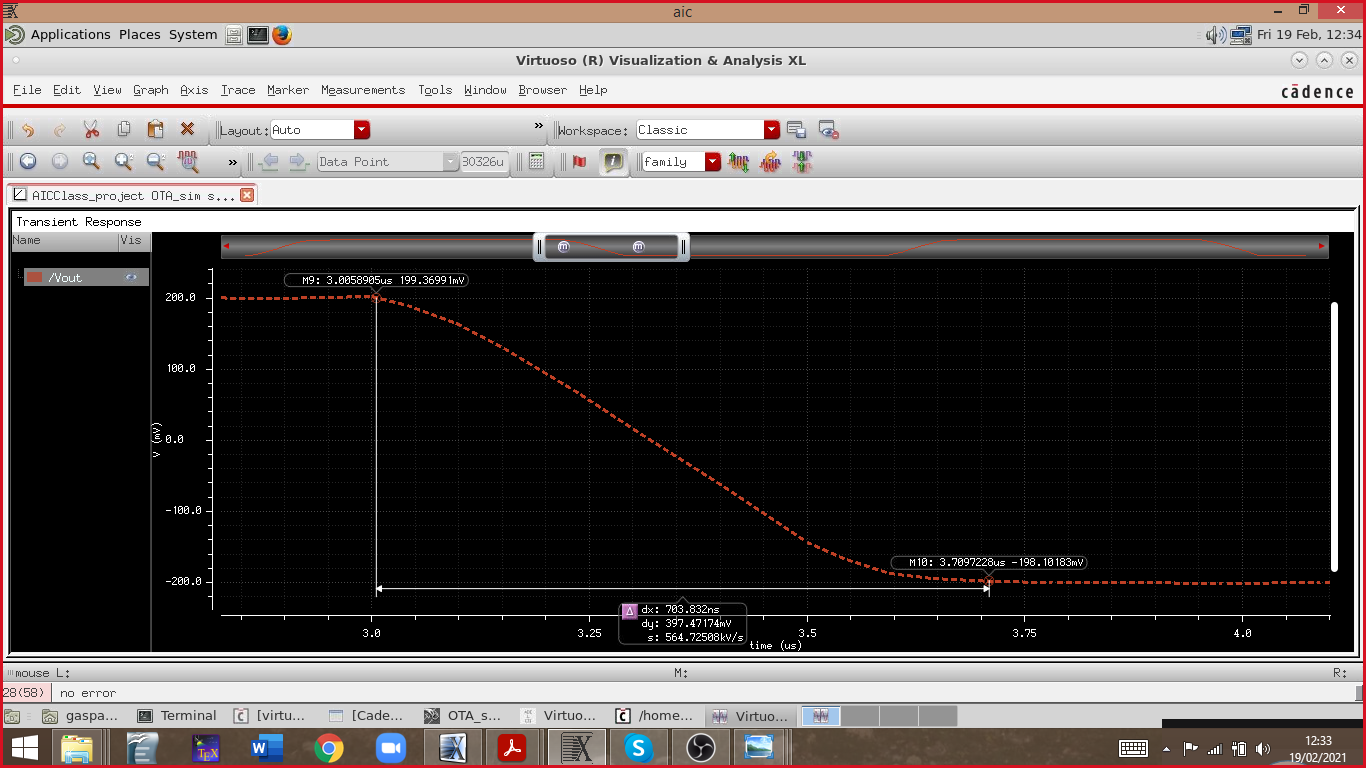 aic
Applications Places System Fri 19 Feb, 12:34
Virtuoso (R) Visualization & Analysis XL
File Edit View Graph Axis Trace Marker Measurements Tools Window Browser Help cādence
Layout: Auto » Workspace: Classic
» Data Point 30326u family
AICClass_project OTA_sim s...
Transient Response
Name Vis
/Vout
M9: 3.0058905us 199.36991mV
200.0
100.0
V (mV)
0.0
-100.0
M10: 3.7097228us -198.10183mV
-200.0
dx: 703.832ns
dy: 397.47174mV
s: 564.72508kV/s
3.0 3.25 3.5 3.75 4.0
time (us)
mouse L: M: R:
28(58) no error
gaspa... Terminal [virtu... [Cade... OTA_s... Virtuo... /home... Virtuo...
12:33
19/02/2021